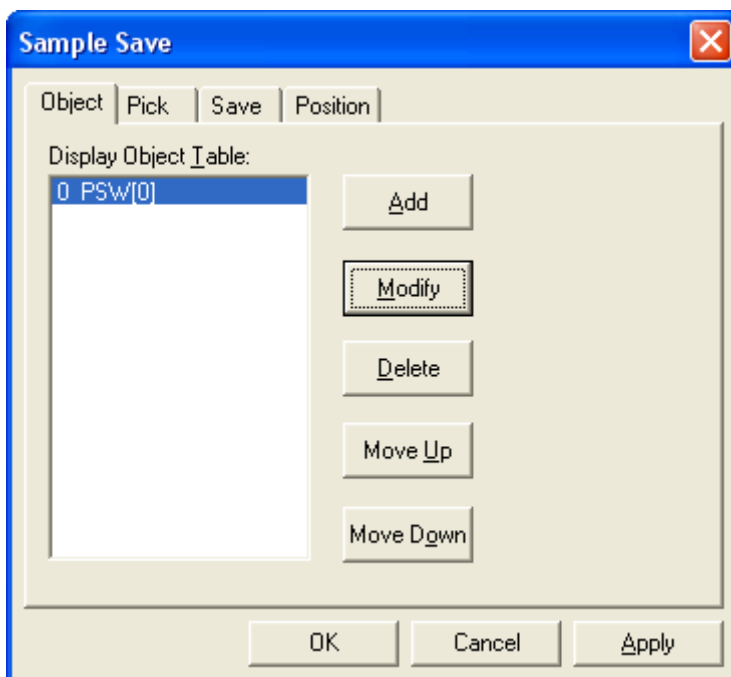 Sample Save
Object Pick Save Position
Display Object Table:
0 PSW[0]
Add
Modify
Delete
Move Up
Move Down
OK Cancel Apply